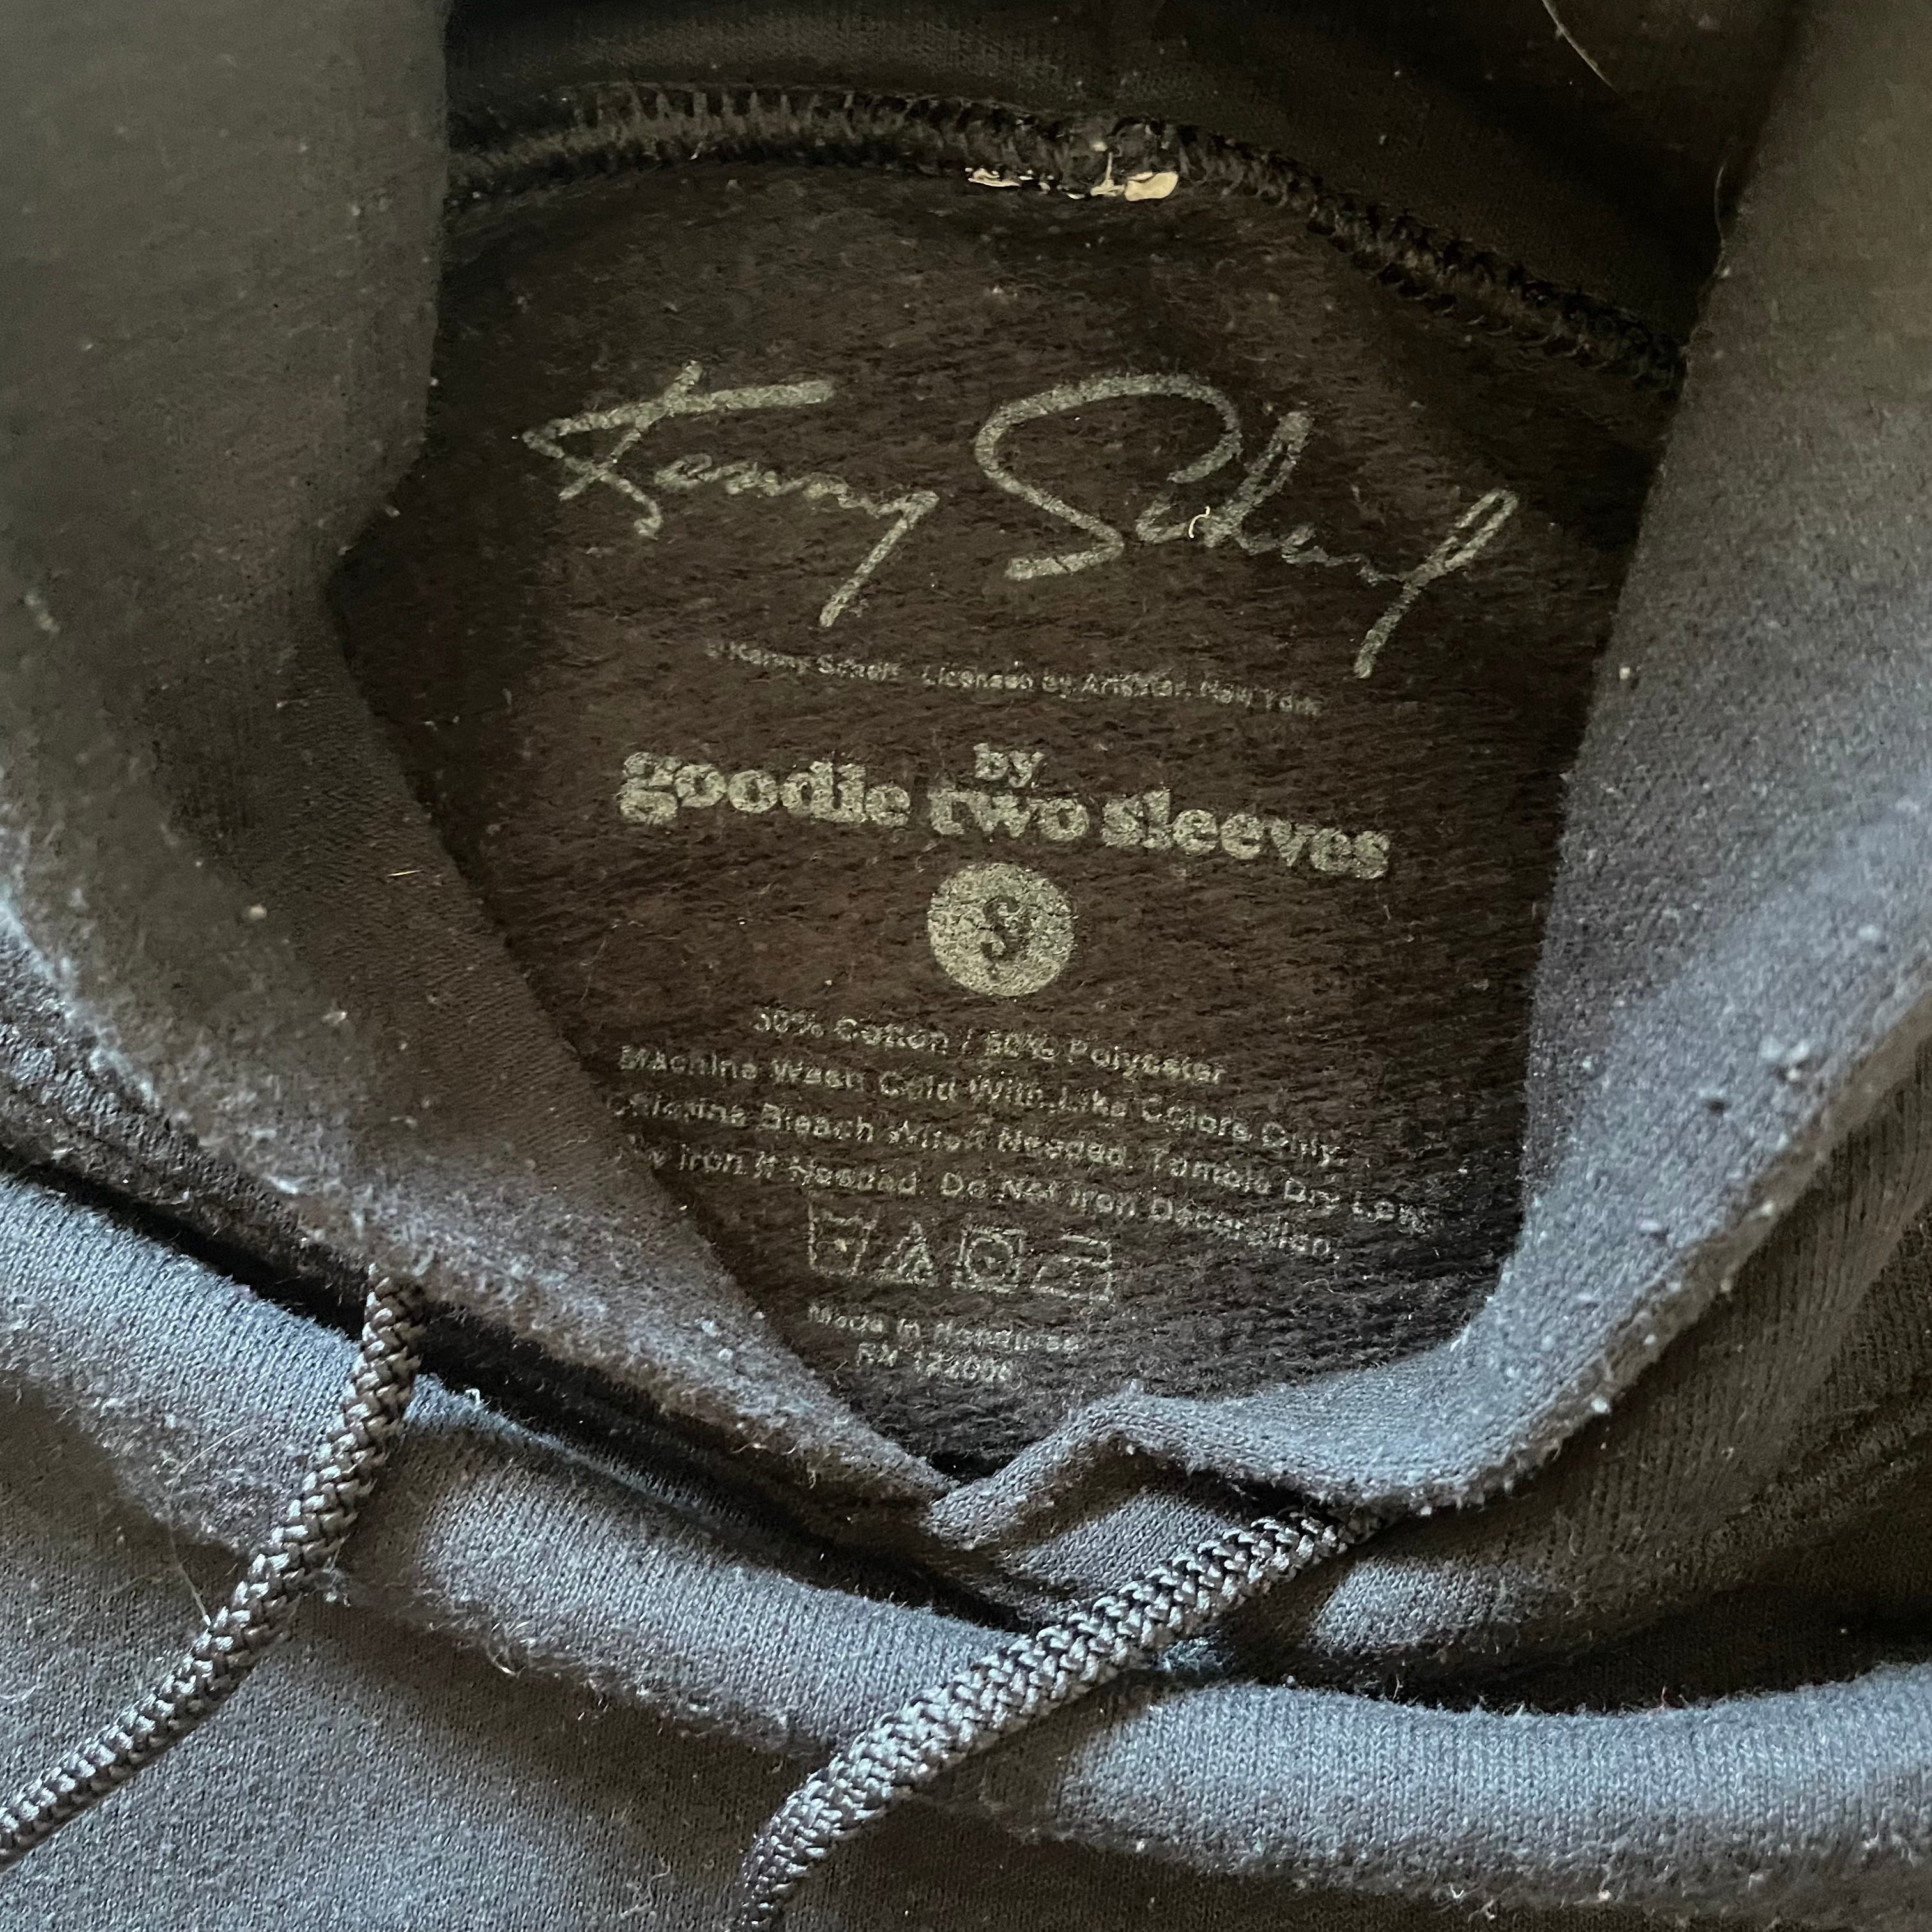 Kenny Scharf
© Kenny Scharf Licensed by Artestar, New York
by
goodie two sleeves
S
50% Cotton / 50% Polyester
Machine Wash Cold With Like Colors Only.
Chlorine Bleach When Needed. Tumble Dry Low.
Iron If Needed. Do Not Iron Decoration.
Made In Honduras
RN